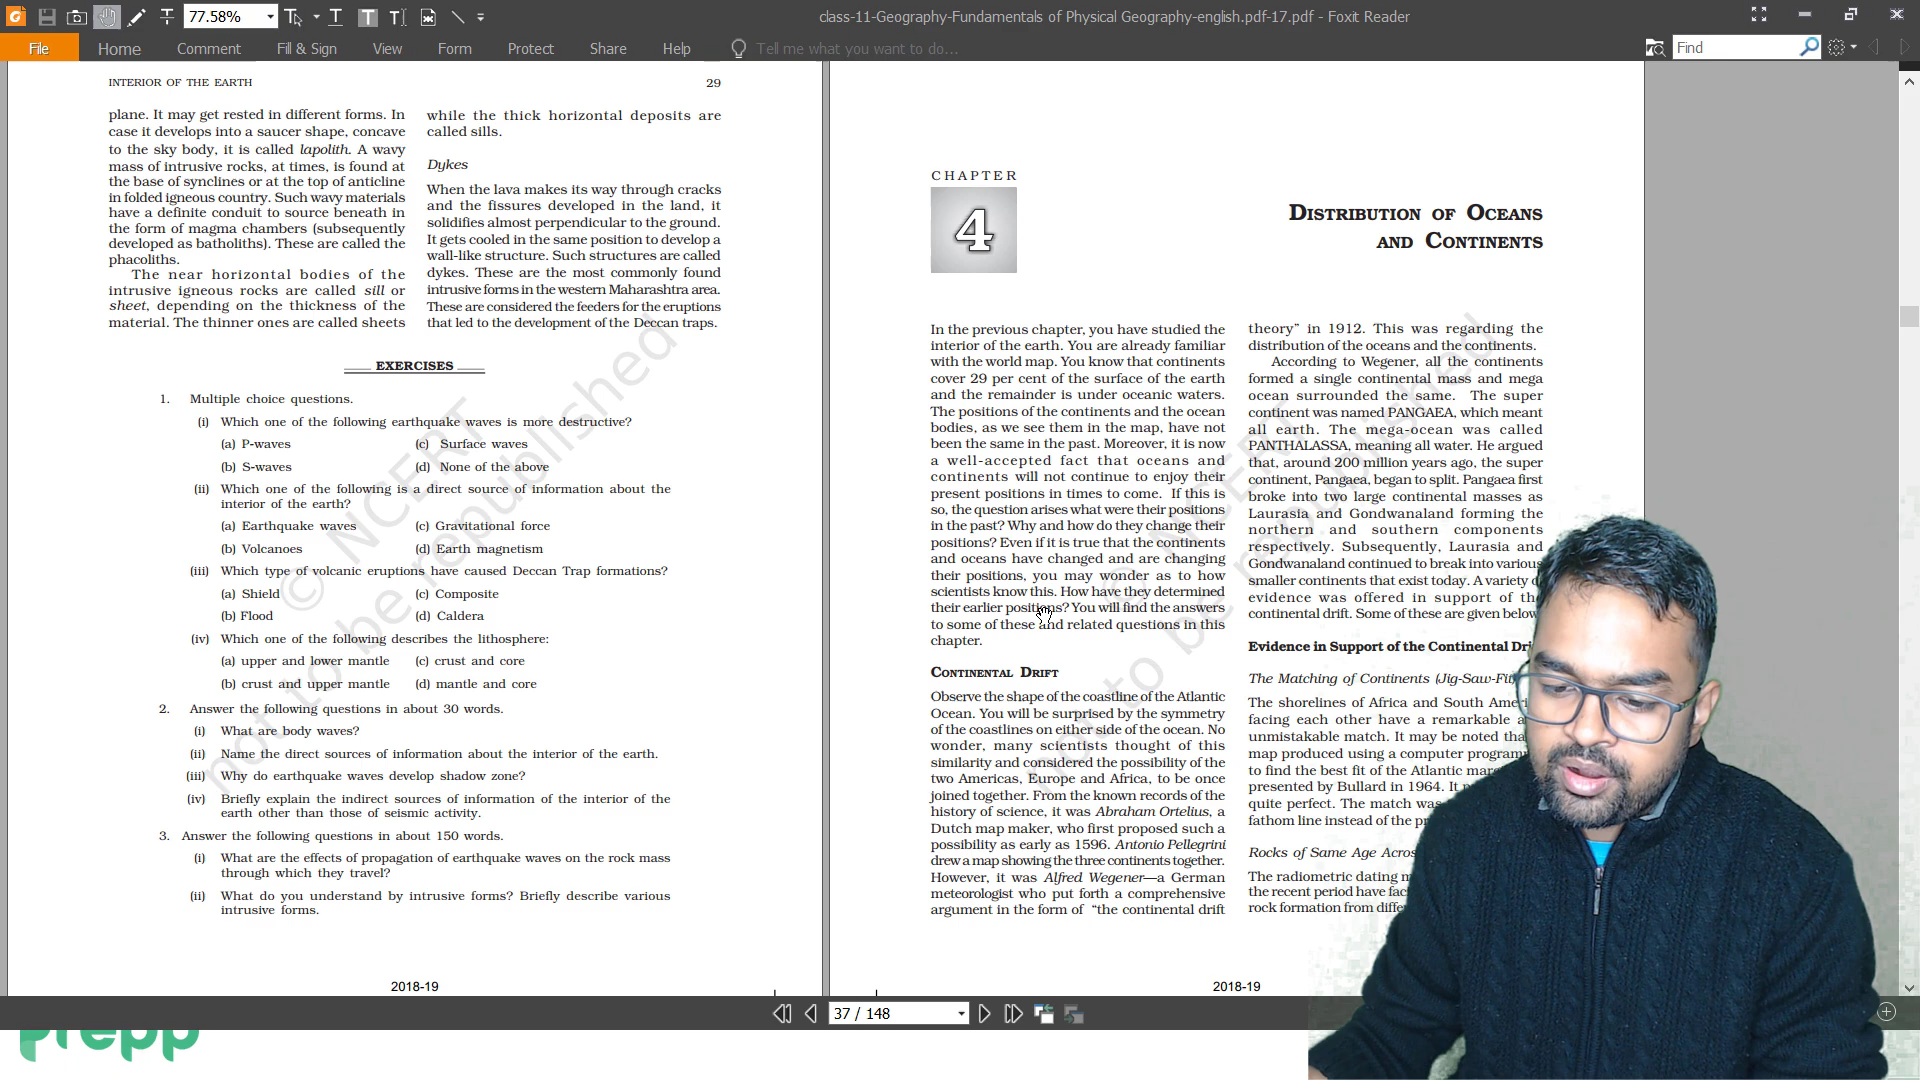 77.58%
class-11-Geography-Fundamentals of Physical Geography-english.pdf-17.pdf - Foxit Reader
File Home Comment Fill & Sign View Form Protect Share Help Tell me what you want to do... Find
INTERIOR OF THE EARTH 29
plane. It may get rested in different forms. In
case it develops into a saucer shape, concave
to the sky body, it is called lapolith. A wavy
mass of intrusive rocks, at times, is found at
the base of synclines or at the top of anticline
in folded igneous country. Such wavy materials
have a definite conduit to source beneath in
the form of magma chambers (subsequently
developed as batholiths). These are called the
phacoliths.
The near horizontal bodies of the
intrusive igneous rocks are called sill or
sheet, depending on the thickness of the
material. The thinner ones are called sheets
while the thick horizontal deposits are
called sills.
Dykes
When the lava makes its way through cracks
and the fissures developed in the land, it
solidifies almost perpendicular to the ground.
It gets cooled in the same position to develop a
wall-like structure. Such structures are called
dykes. These are the most commonly found
intrusive forms in the western Maharashtra area.
These are considered the feeders for the eruptions
that led to the development of the Deccan traps.
EXERCISES
1. Multiple choice questions.
(i) Which one of the following earthquake waves is more destructive?
(a) P-waves (c) Surface waves
(b) S-waves (d) None of the above
(ii) Which one of the following is a direct source of information about the
interior of the earth?
(a) Earthquake waves (c) Gravitational force
(b) Volcanoes (d) Earth magnetism
(iii) Which type of volcanic eruptions have caused Deccan Trap formations?
(a) Shield (c) Composite
(b) Flood (d) Caldera
(iv) Which one of the following describes the lithosphere:
(a) upper and lower mantle (c) crust and core
(b) crust and upper mantle (d) mantle and core
2. Answer the following questions in about 30 words.
(i) What are body waves?
(ii) Name the direct sources of information about the interior of the earth.
(iii) Why do earthquake waves develop shadow zone?
(iv) Briefly explain the indirect sources of information of the interior of the
earth other than those of seismic activity.
3. Answer the following questions in about 150 words.
(i) What are the effects of propagation of earthquake waves on the rock mass
through which they travel?
(ii) What do you understand by intrusive forms? Briefly describe various
intrusive forms.
2018-19
© NCERT
not to be republished
CHAPTER
4
DISTRIBUTION OF OCEANS
AND CONTINENTS
In the previous chapter, you have studied the
interior of the earth. You are already familiar
with the world map. You know that continents
cover 29 per cent of the surface of the earth
and the remainder is under oceanic waters.
The positions of the continents and the ocean
bodies, as we see them in the map, have not
been the same in the past. Moreover, it is now
a well-accepted fact that oceans and
continents will not continue to enjoy their
present positions in times to come. If this is
so, the question arises what were their positions
in the past? Why and how do they change their
positions? Even if it is true that the continents
and oceans have changed and are changing
their positions, you may wonder as to how
scientists know this. How have they determined
their earlier positions? You will find the answers
to some of these and related questions in this
chapter.
CONTINENTAL DRIFT
Observe the shape of the coastline of the Atlantic
Ocean. You will be surprised by the symmetry
of the coastlines on either side of the ocean. No
wonder, many scientists thought of this
similarity and considered the possibility of the
two Americas, Europe and Africa, to be once
joined together. From the known records of the
history of science, it was Abraham Ortelius, a
Dutch map maker, who first proposed such a
possibility as early as 1596. Antonio Pellegrini
drew a map showing the three continents together.
However, it was Alfred Wegener—a German
meteorologist who put forth a comprehensive
argument in the form of "the continental drift
theory" in 1912. This was regarding the
distribution of the oceans and the continents.
According to Wegener, all the continents
formed a single continental mass and mega
ocean surrounded the same. The super
continent was named PANGAEA, which meant
all earth. The mega-ocean was called
PANTHALASSA, meaning all water. He argued
that, around 200 million years ago, the super
continent, Pangaea, began to split. Pangaea first
broke into two large continental masses as
Laurasia and Gondwanaland forming the
northern and southern components
respectively. Subsequently, Laurasia and
Gondwanaland continued to break into various
smaller continents that exist today. A variety
evidence was offered in support of the
continental drift. Some of these are given below
Evidence in Support of the Continental
The Matching of Continents (Jig-Saw-Fit)
The shorelines of Africa and South
facing each other have a remarkable
unmistakable match. It may be noted
map produced using a computer
to find the best fit of the Atlantic
presented by Bullard in 1964. It
quite perfect. The match was
fathom line instead of the
Rocks of Same Age
The radiometric dating
the recent period have
rock formation from
2018-19
© NCERT
not to be republished
37 / 148
prepp